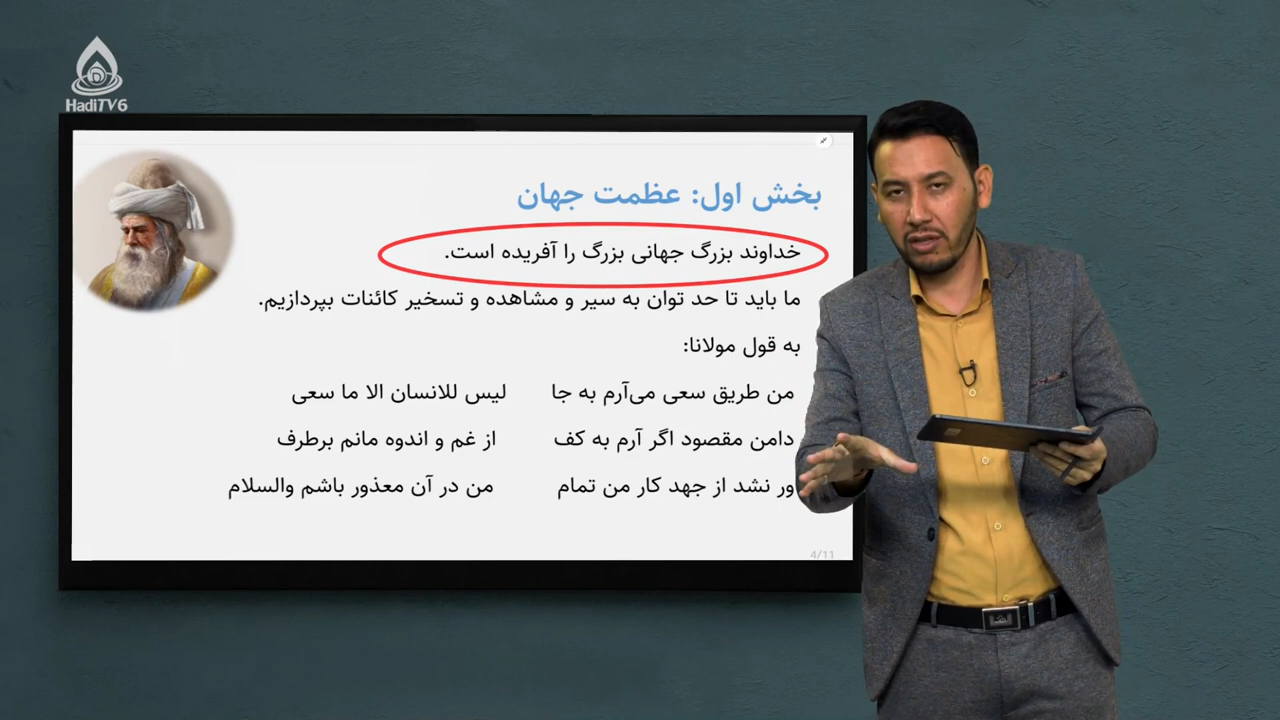 HadiTV6
بخش اول: عظمت جهان
خداوند بزرگ جهانی بزرگ را آفریده است.
ما باید تا حد توان به سیر و مشاهده و تسخیر کائنات بپردازیم.
به قول مولانا:
من طریق سعی می‌آرم به جا لیس للانسان الا ما سعی
دامن مقصود اگر آرم به کف از غم و اندوه مانم برطرف
ور نشد از جهد کار من تمام من در آن معذور باشم والسلام
4/11